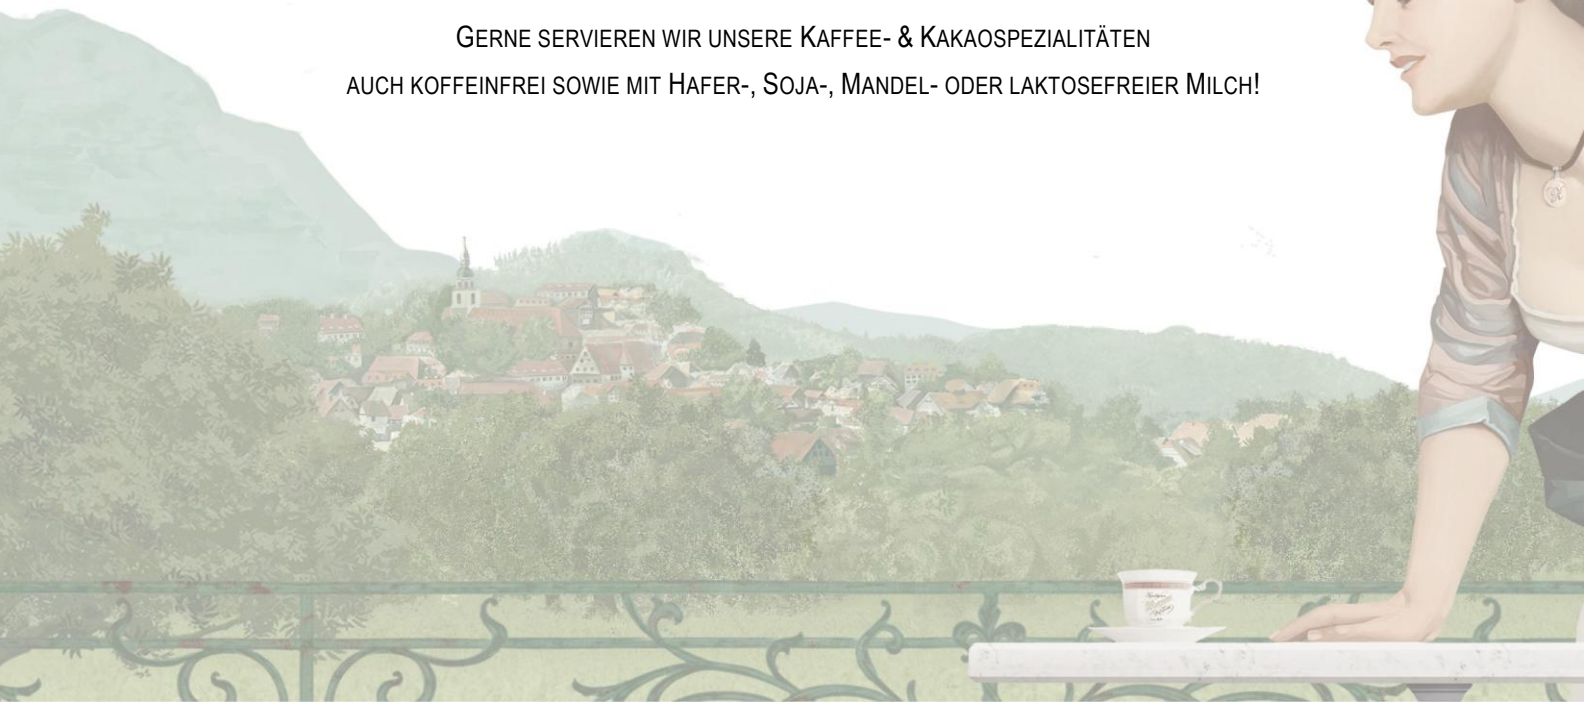 GERNE SERVIEREN WIR UNSERE KAFFEE- & KAKAOSPEZIALITÄTEN
AUCH KOFFEINFREI SOWIE MIT HAFER-, SOJA-, MANDEL- ODER LAKTOSEFREIER MILCH!